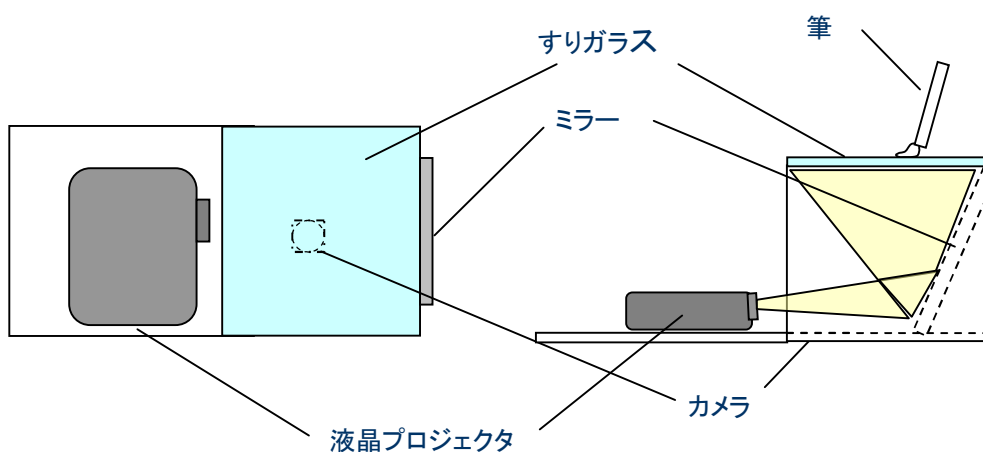 筆
すりガラス
ミラー
カメラ
液晶プロジェクタ